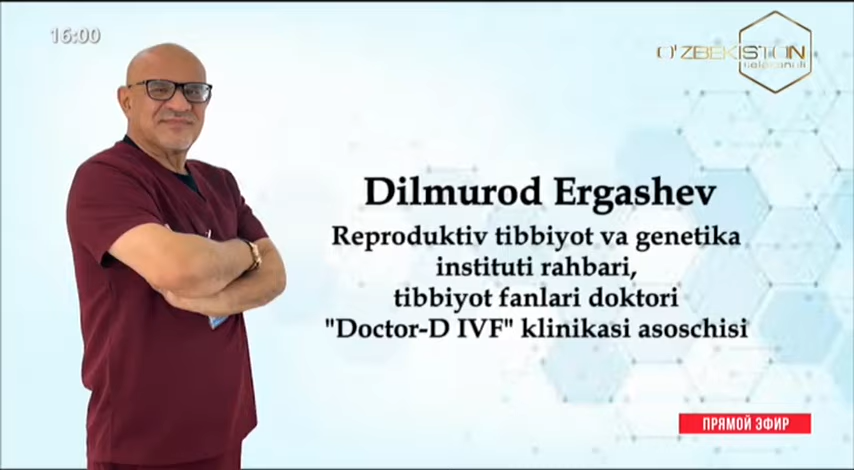 16:00
O'ZBEKISTON
telekanali
Dilmurod Ergashev
Reproduktiv tibbiyot va genetika
instituti rahbari,
tibbiyot fanlari doktori
"Doctor-D IVF" klinikasi asoschisi
ПРЯМОЙ ЭФИР